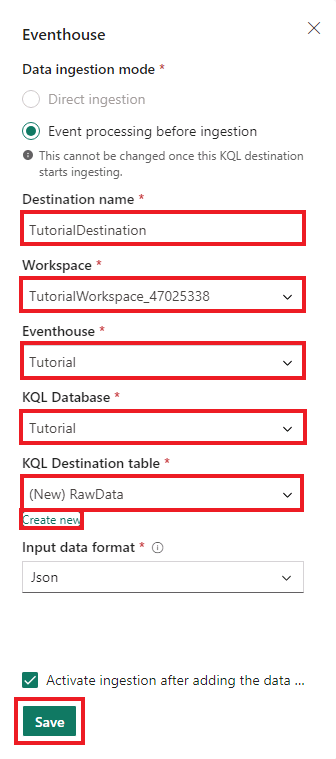 Eventhouse
Data ingestion mode *
Direct ingestion
Event processing before ingestion
This cannot be changed once this KQL destination
starts ingesting.
Destination name *
TutorialDestination
Workspace *
TutorialWorkspace_47025338
Eventhouse *
Tutorial
KQL Database *
Tutorial
KQL Destination table *
(New) RawData
Create new
Input data format *
Json
Activate ingestion after adding the data ...
Save